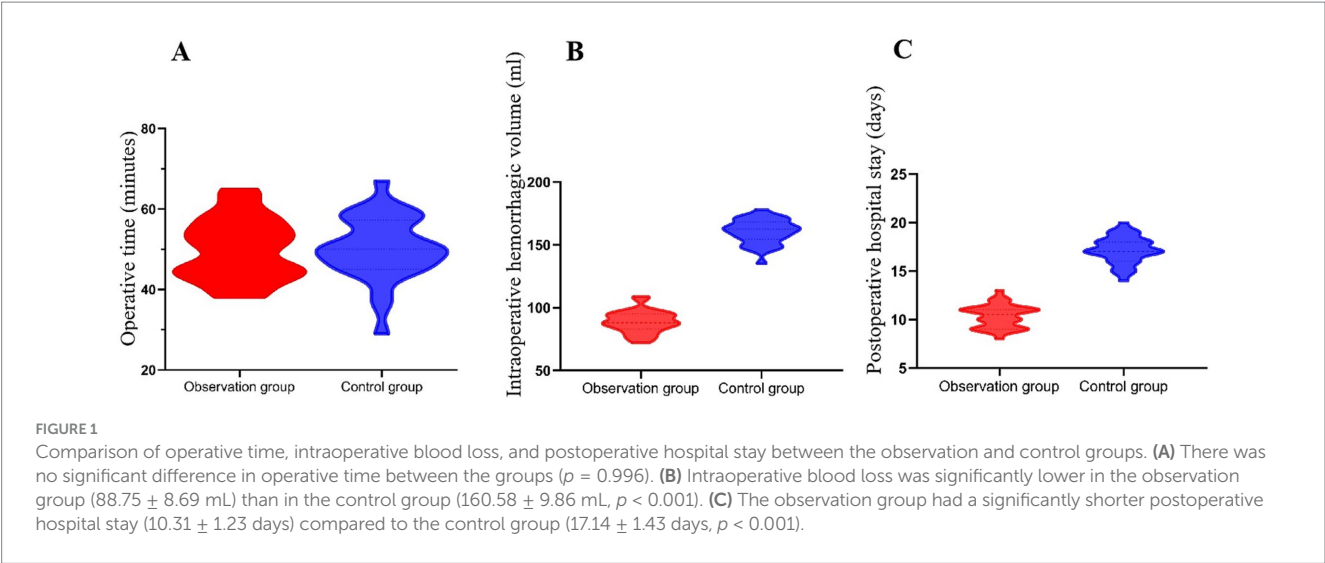 A
Operative time (minutes)
80
60
40
20
Observation group
Control group
B
Intraoperative hemorrhagic volume (ml)
200
150
100
50
Observation group
Control group
C
Postoperative hospital stay (days)
25
20
15
10
5
Observation group
Control group
FIGURE 1
Comparison of operative time, intraoperative blood loss, and postoperative hospital stay between the observation and control groups. (A) There was
no significant difference in operative time between the groups (p = 0.996). (B) Intraoperative blood loss was significantly lower in the observation
group (88.75 ± 8.69 mL) than in the control group (160.58 ± 9.86 mL, p < 0.001). (C) The observation group had a significantly shorter postoperative
hospital stay (10.31 ± 1.23 days) compared to the control group (17.14 ± 1.43 days, p < 0.001).